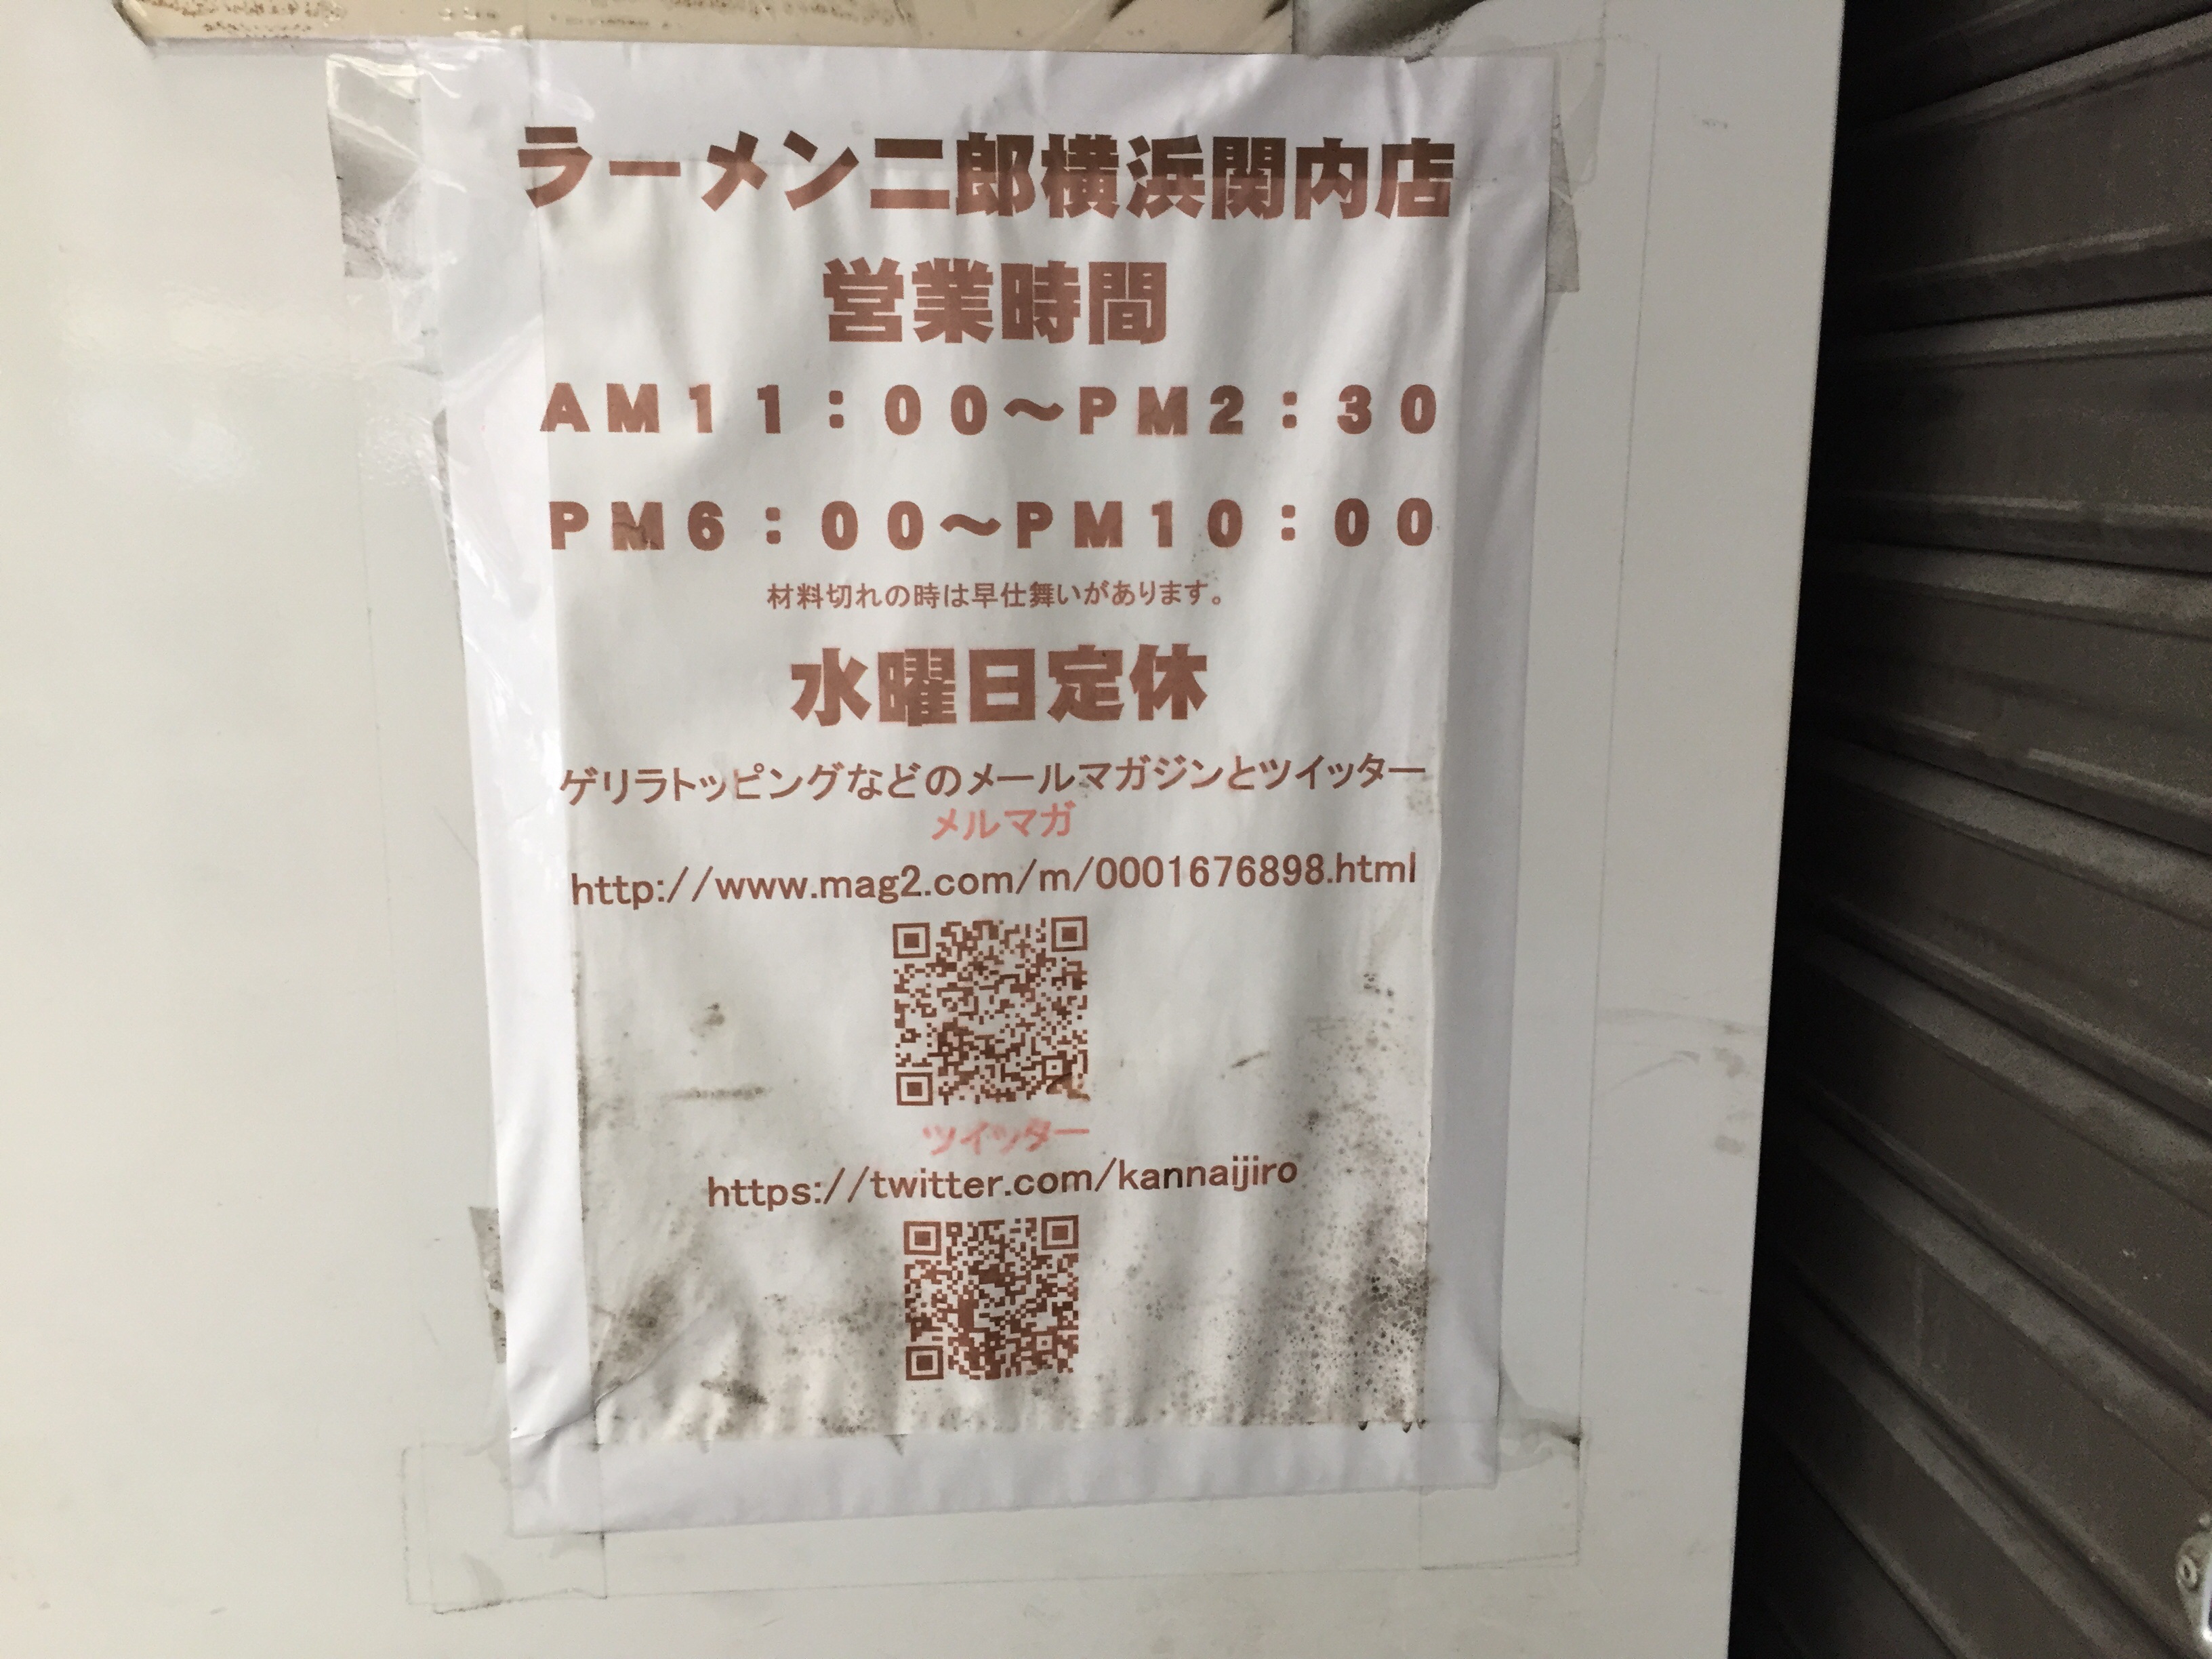 ラーメン二郎横浜関内店
営業時間
ＡＭ１１：００～ＰＭ２：３０
ＰＭ６：００～ＰＭ１０：００
材料切れの時は早仕舞いがあります。
水曜日定休
ゲリラトッピングなどのメールマガジンとツイッター
メルマガ
http://www.mag2.com/m/0001676898.html
ツイッター
https://twitter.com/kannaijiro